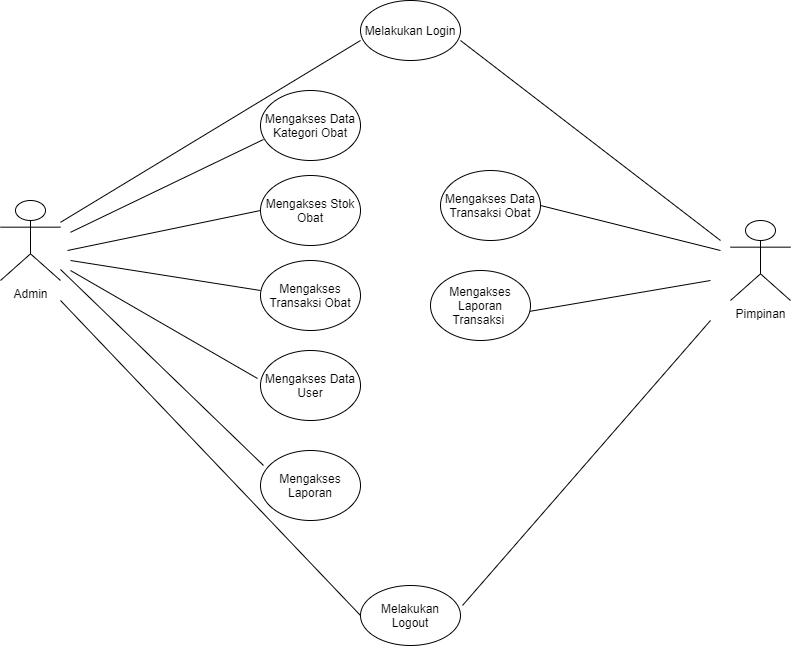 Melakukan Login
Mengakses Data
Kategori Obat
Mengakses Stok
Obat
Mengakses Data
Transaksi Obat
Admin
Mengakses
Transaksi Obat
Mengakses
Laporan
Transaksi
Pimpinan
Mengakses Data
User
Mengakses
Laporan
Melakukan
Logout